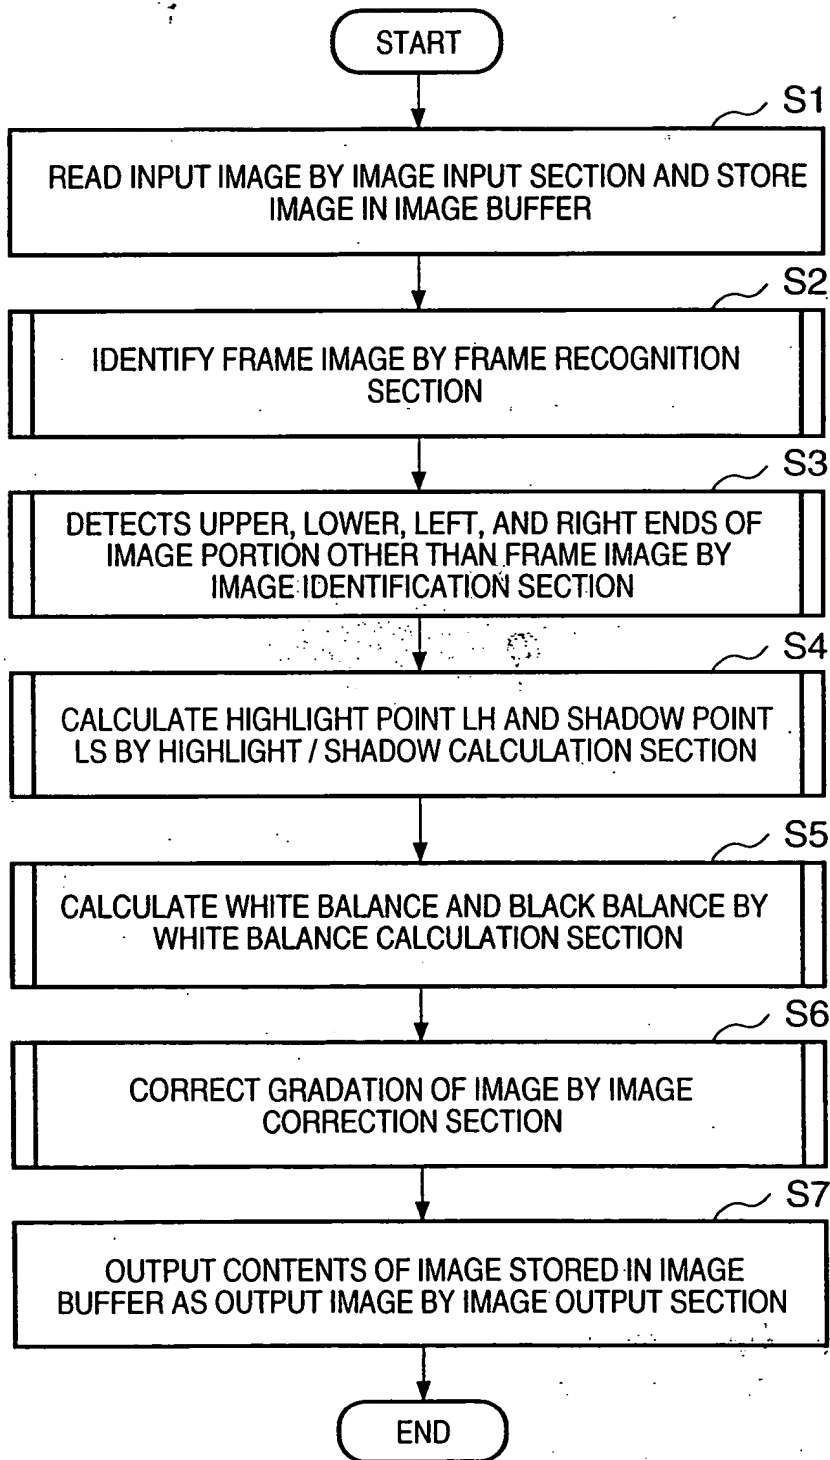 START
S1
READ INPUT IMAGE BY IMAGE INPUT SECTION AND STORE
IMAGE IN IMAGE BUFFER
S2
IDENTIFY FRAME IMAGE BY FRAME RECOGNITION
SECTION
S3
DETECTS UPPER, LOWER, LEFT, AND RIGHT ENDS OF
IMAGE PORTION OTHER THAN FRAME IMAGE BY
IMAGE IDENTIFICATION SECTION
S4
CALCULATE HIGHLIGHT POINT LH AND SHADOW POINT
LS BY HIGHLIGHT / SHADOW CALCULATION SECTION
S5
CALCULATE WHITE BALANCE AND BLACK BALANCE BY
WHITE BALANCE CALCULATION SECTION
S6
CORRECT GRADATION OF IMAGE BY IMAGE
CORRECTION SECTION
S7
OUTPUT CONTENTS OF IMAGE STORED IN IMAGE
BUFFER AS OUTPUT IMAGE BY IMAGE OUTPUT SECTION
END